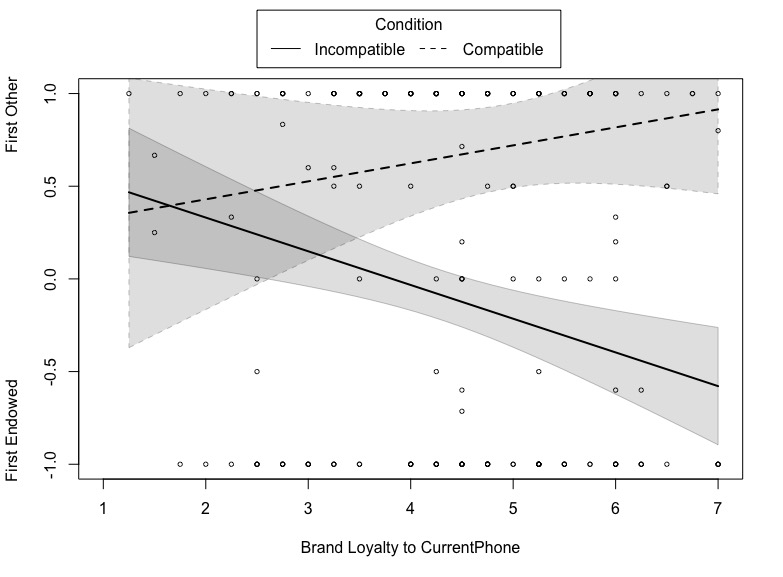 Condition
Incompatible Compatible
First Other
First Endowed
1.0
0.5
0.0
-0.5
-1.0
1 2 3 4 5 6 7
Brand Loyalty to CurrentPhone